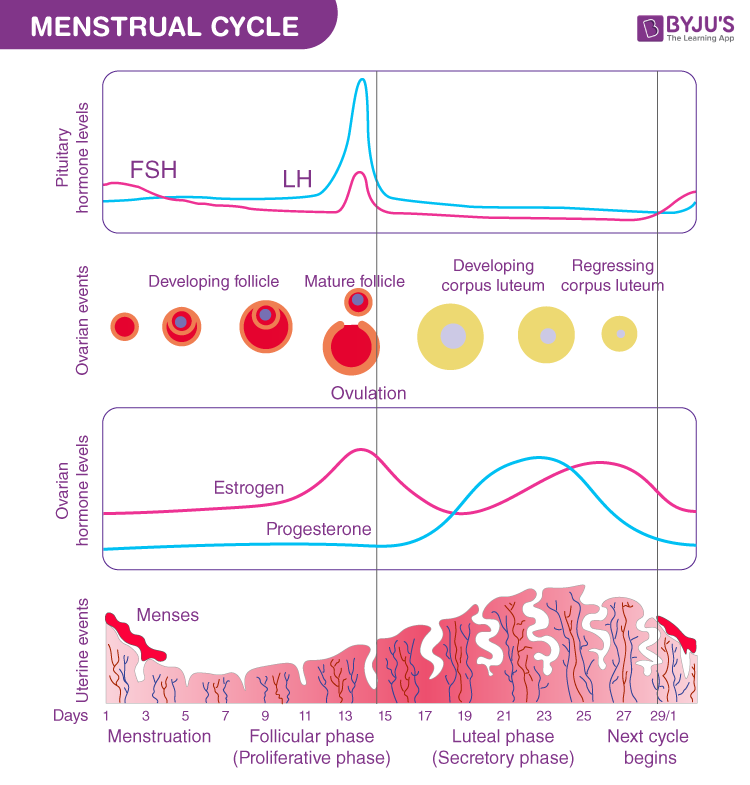 MENSTRUAL CYCLE
BYJU'S
The Learning App
Pituitary
hormone levels
FSH
LH
Ovarian events
Developing follicle
Mature follicle
Developing
corpus luteum
Regressing
corpus luteum
Ovulation
Ovarian
hormone levels
Estrogen
Progesterone
Uterine events
Menses
Days 1 3 5 7 9 11 13 15 17 19 21 23 25 27 29/1
Menstruation
Follicular phase
(Proliferative phase)
Luteal phase
(Secretory phase)
Next cycle
begins